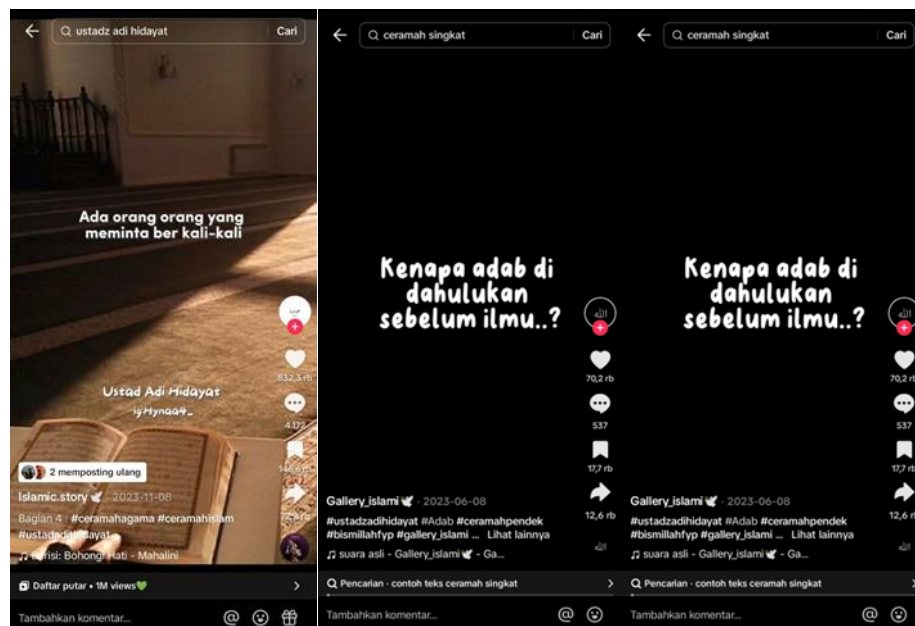 ustadz adi hidayat
Cari
Ada orang orang yang
meminta ber kali-kali
832,3 rb
Ustad Adi Hidayat
ig:Hynaa4_
4.172
2 memposting ulang
Islamic.story 🕊 · 2023-11-08
Bagian 4 #ceramahagama #ceramahislam
Bohongi Hati - Mahalini
Daftar putar • 1M views💚
Tambahkan komentar...
ceramah singkat
Cari
Kenapa adab di
dahulukan
sebelum ilmu..?
الله
70,2 rb
537
17,7 rb
12,6 rb
Gallery_islami🕊 · 2023-06-08
#ustadzadihidayat #Adab #ceramahpendek
#bismillahfyp #gallery_islami ... Lihat lainnya
suara asli - Gallery_islami🕊 - Ga...
Pencarian · contoh teks ceramah singkat
Tambahkan komentar...
ceramah singkat
Cari
Kenapa adab di
dahulukan
sebelum ilmu..?
الله
70,2 rb
537
17,7 rb
12,6 r
Gallery_islami🕊 · 2023-06-08
#ustadzadihidayat #Adab #ceramahpendek
#bismillahfyp #gallery_islami ... Lihat lainnya
suara asli - Gallery_islami🕊 - Ga...
Pencarian · contoh teks ceramah singkat
Tambahkan komentar...